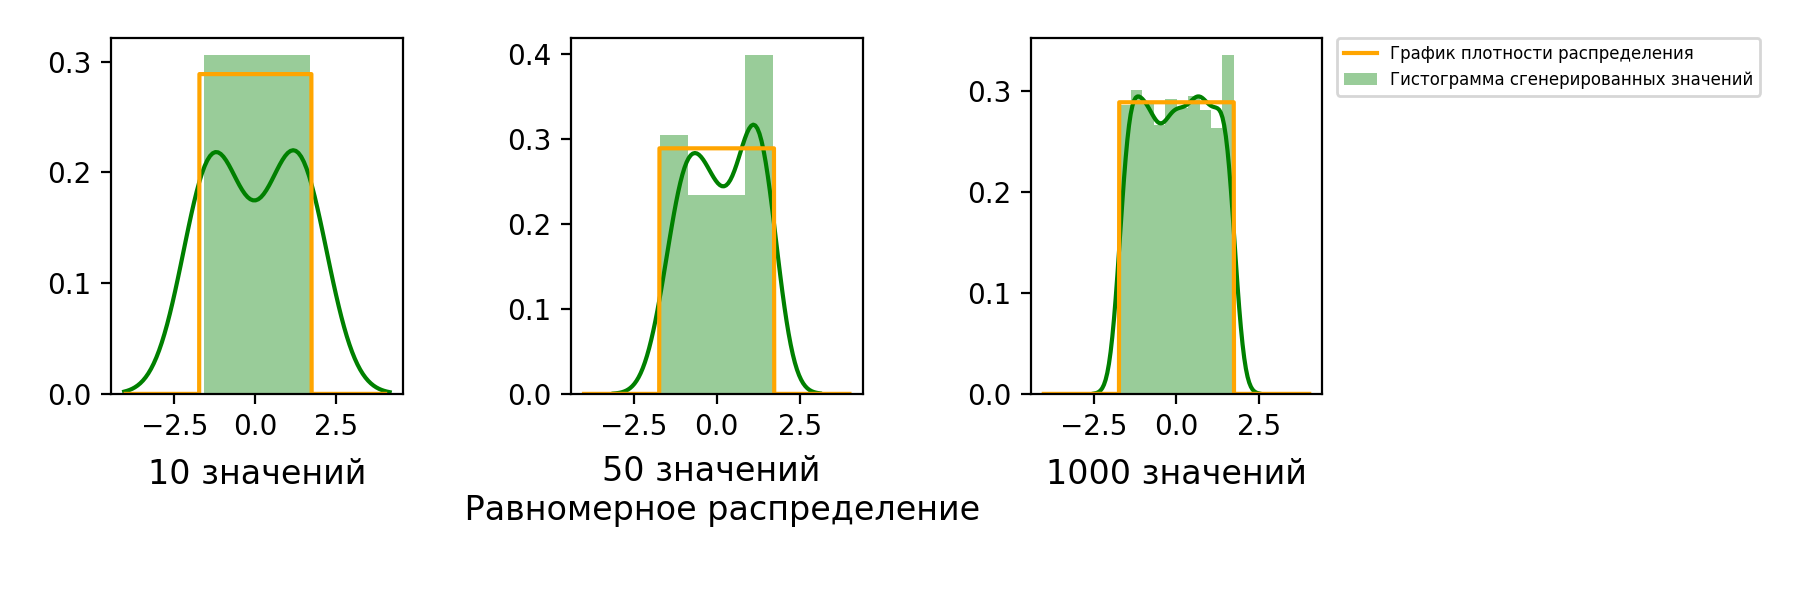 0.3
0.2
0.1
0.0
−2.5 0.0 2.5
10 значений
0.4
0.3
0.2
0.1
0.0
−2.5 0.0 2.5
50 значений
Равномерное распределение
0.3
0.2
0.1
0.0
−2.5 0.0 2.5
1000 значений
График плотности распределения
Гистограмма сгенерированных значений